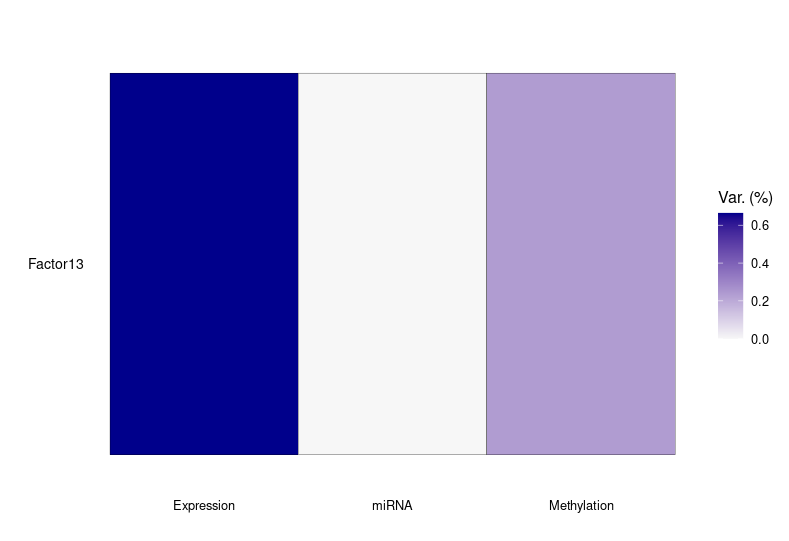 Var. (%)
0.6
0.4
0.2
0.0
Factor13
Expression
miRNA
Methylation